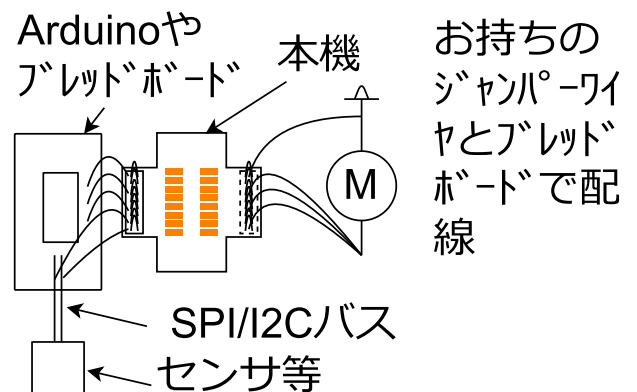 Arduinoや
ﾌﾞﾚｯﾄﾞﾎﾞｰﾄﾞ
本機
お持ちの
ｼﾞｬﾝﾊﾟｰワイ
ヤとﾌﾞﾚｯﾄﾞ
ﾎﾞｰﾄﾞで配
線
M
SPI/I2Cバス
センサ等